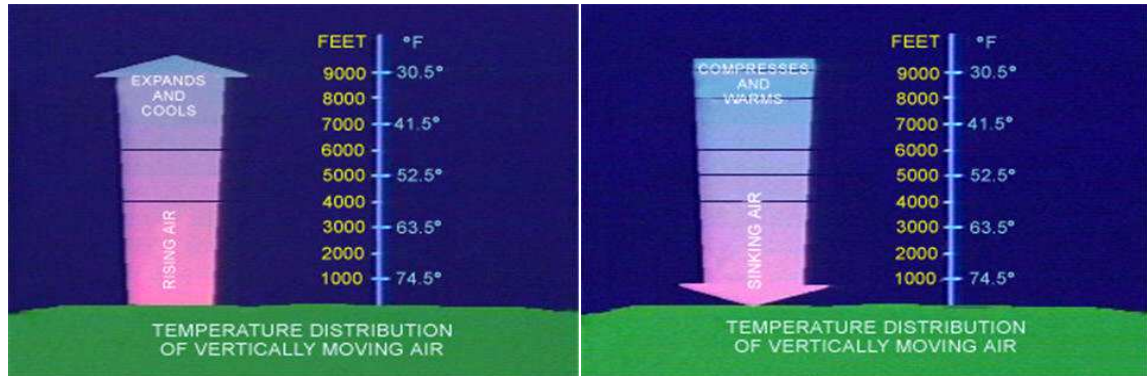 FEET °F
9000 30.5°
8000
7000 41.5°
6000
5000 52.5°
4000
3000 63.5°
2000
1000 74.5°
EXPANDS
AND
COOLS
RISING AIR
TEMPERATURE DISTRIBUTION
OF VERTICALLY MOVING AIR
FEET °F
9000 30.5°
8000
7000 41.5°
6000
5000 52.5°
4000
3000 63.5°
2000
1000 74.5°
COMPRESSES
AND
WARMS
SINKING AIR
TEMPERATURE DISTRIBUTION
OF VERTICALLY MOVING AIR